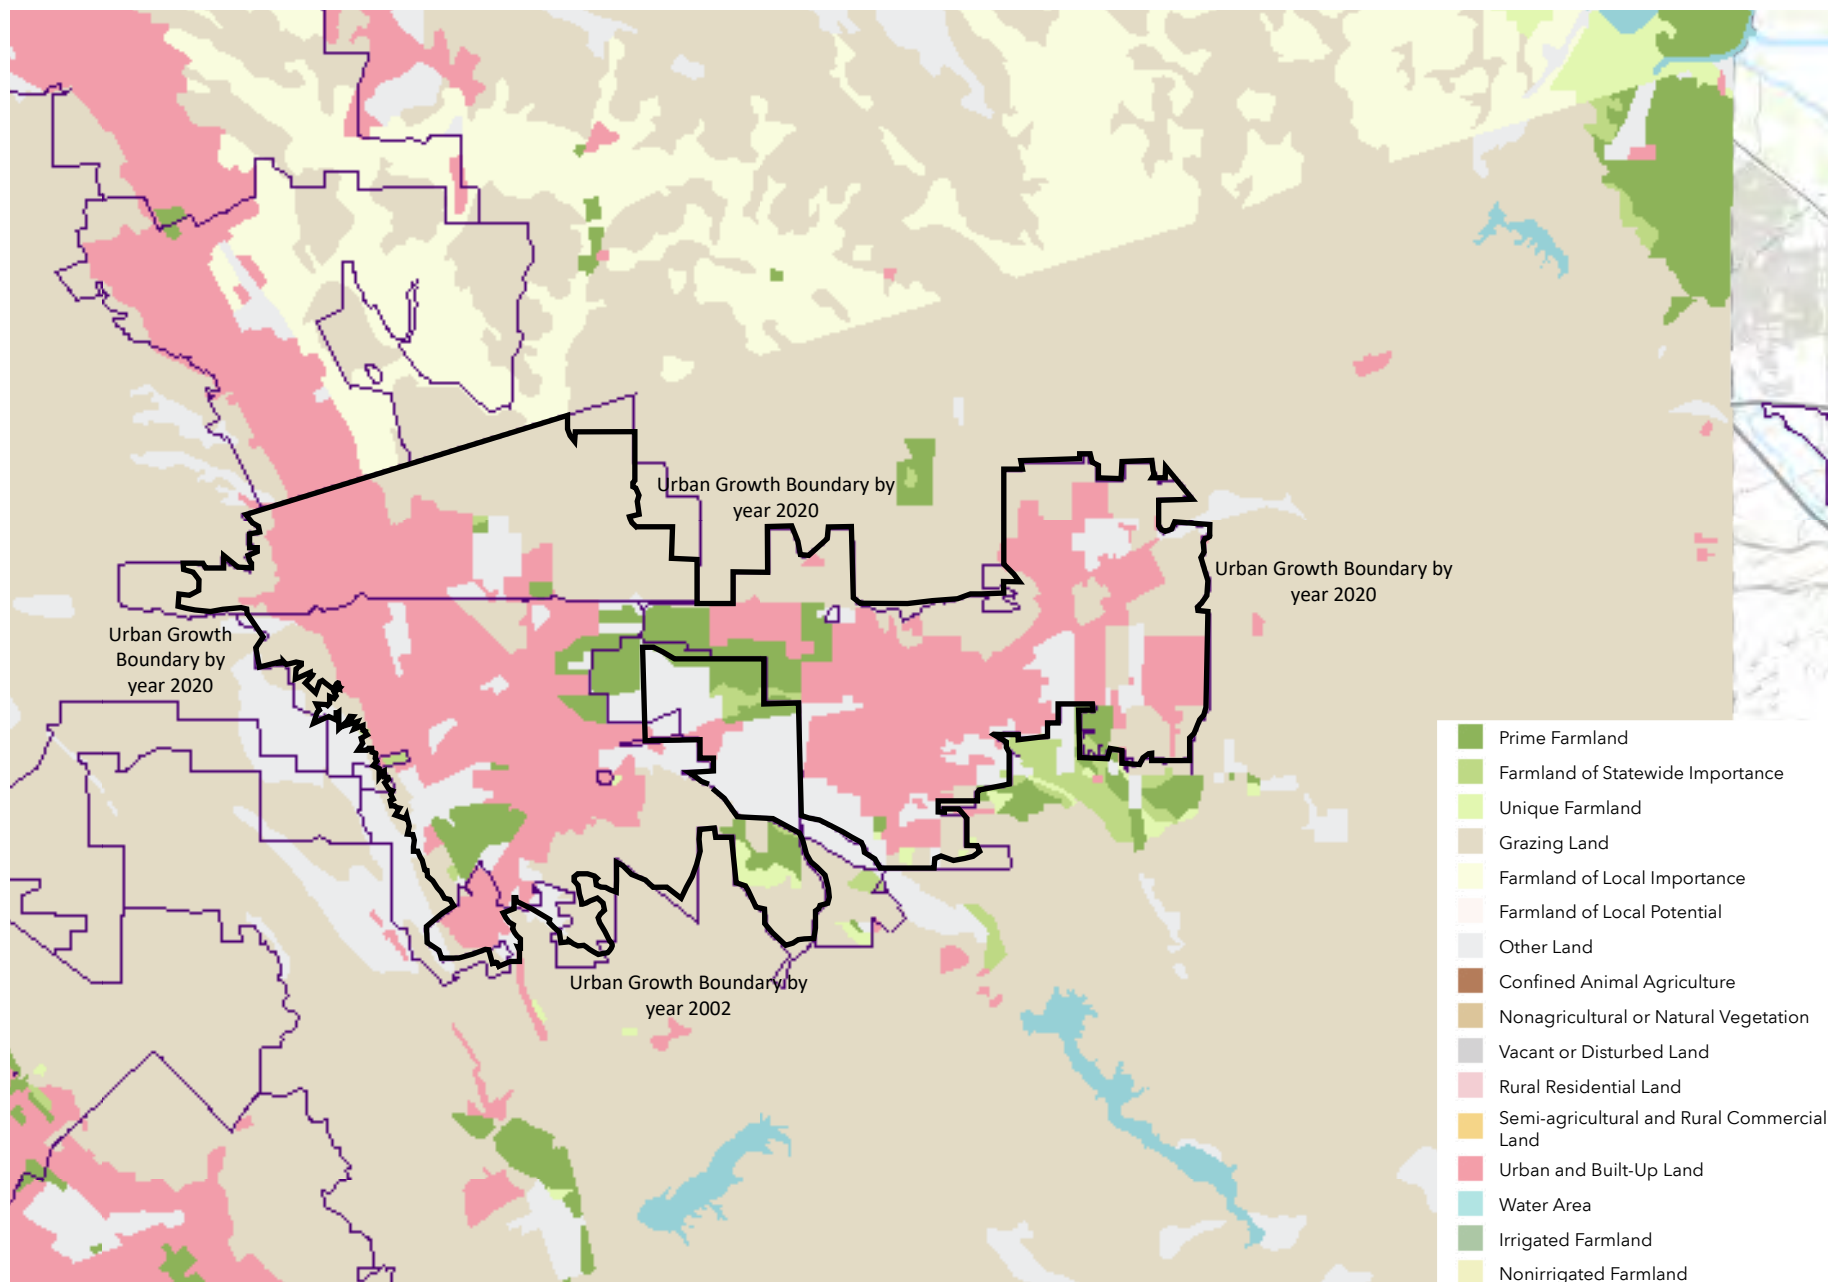 Urban Growth Boundary by
year 2020
Urban Growth Boundary by
year 2020
Urban Growth
Boundary by
year 2020
Urban Growth Boundary by
year 2002
Prime Farmland
Farmland of Statewide Importance
Unique Farmland
Grazing Land
Farmland of Local Importance
Farmland of Local Potential
Other Land
Confined Animal Agriculture
Nonagricultural or Natural Vegetation
Vacant or Disturbed Land
Rural Residential Land
Semi-agricultural and Rural Commercial
Land
Urban and Built-Up Land
Water Area
Irrigated Farmland
Nonirrigated Farmland